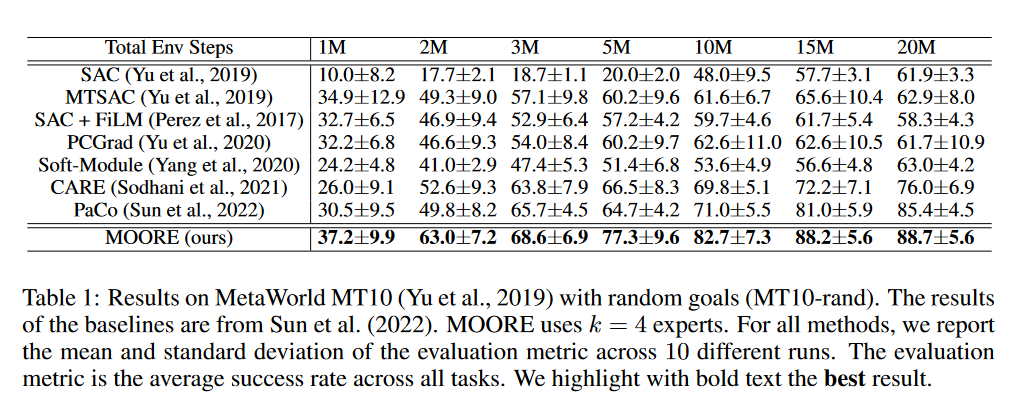 Total Env Steps 1M 2M 3M 5M 10M 15M 20M
SAC (Yu et al., 2019) 10.0±8.2 17.7±2.1 18.7±1.1 20.0±2.0 48.0±9.5 57.7±3.1 61.9±3.3
MTSAC (Yu et al., 2019) 34.9±12.9 49.3±9.0 57.1±9.8 60.2±9.6 61.6±6.7 65.6±10.4 62.9±8.0
SAC + FiLM (Perez et al., 2017) 32.7±6.5 46.9±9.4 52.9±6.4 57.2±4.2 59.7±4.6 61.7±5.4 58.3±4.3
PCGrad (Yu et al., 2020) 32.2±6.8 46.6±9.3 54.0±8.4 60.2±9.7 62.6±11.0 62.6±10.5 61.7±10.9
Soft-Module (Yang et al., 2020) 24.2±4.8 41.0±2.9 47.4±5.3 51.4±6.8 53.6±4.9 56.6±4.8 63.0±4.2
CARE (Sodhani et al., 2021) 26.0±9.1 52.6±9.3 63.8±7.9 66.5±8.3 69.8±5.1 72.2±7.1 76.0±6.9
PaCo (Sun et al., 2022) 30.5±9.5 49.8±8.2 65.7±4.5 64.7±4.2 71.0±5.5 81.0±5.9 85.4±4.5
MOORE (ours) 37.2±9.9 63.0±7.2 68.6±6.9 77.3±9.6 82.7±7.3 88.2±5.6 88.7±5.6
Table 1: Results on MetaWorld MT10 (Yu et al., 2019) with random goals (MT10-rand). The results
of the baselines are from Sun et al. (2022). MOORE uses k = 4 experts. For all methods, we report
the mean and standard deviation of the evaluation metric across 10 different runs. The evaluation
metric is the average success rate across all tasks. We highlight with bold text the best result.